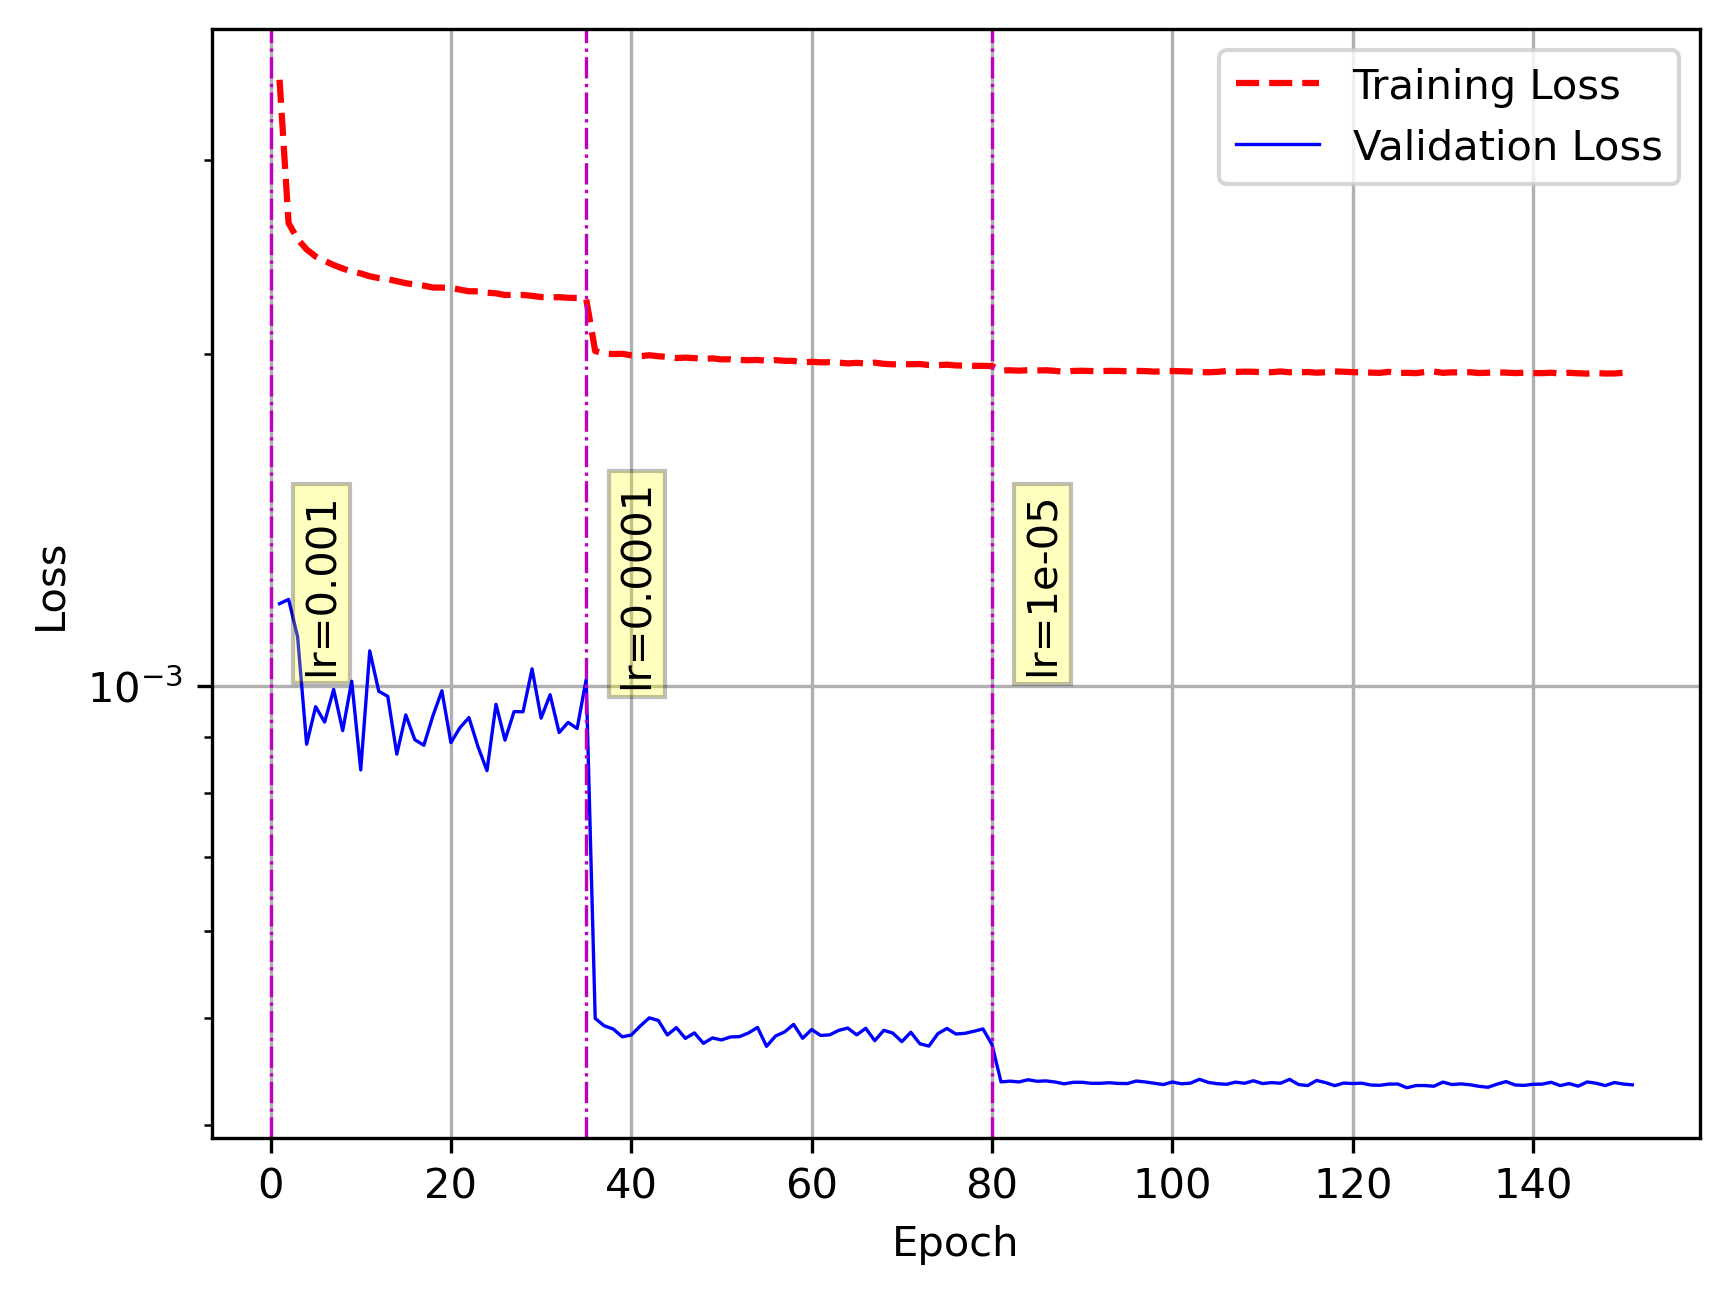 Training Loss
Validation Loss
lr=0.001
lr=0.0001
lr=1e-05
Loss
10⁻³
0 20 40 60 80 100 120 140
Epoch